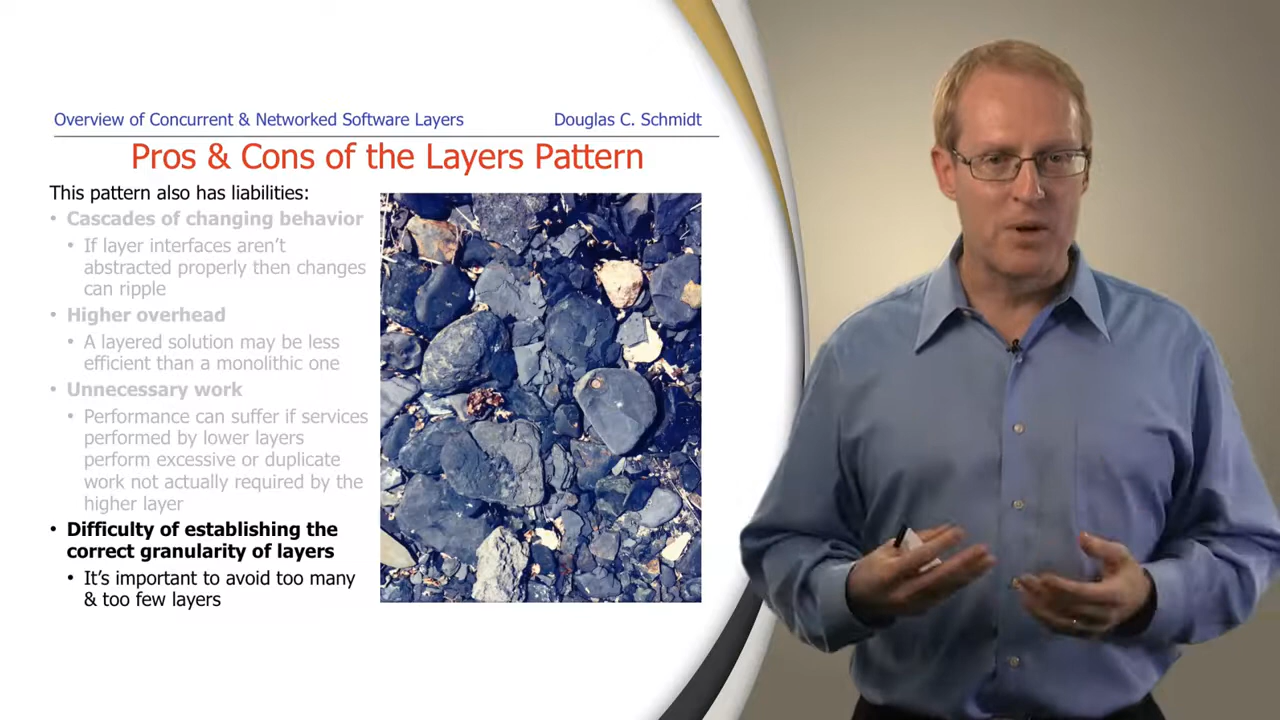 Overview of Concurrent & Networked Software Layers
Douglas C. Schmidt
Pros & Cons of the Layers Pattern
This pattern also has liabilities:
• Cascades of changing behavior
• If layer interfaces aren't
abstracted properly then changes
can ripple
• Higher overhead
• A layered solution may be less
efficient than a monolithic one
• Unnecessary work
• Performance can suffer if services
performed by lower layers
perform excessive or duplicate
work not actually required by the
higher layer
• Difficulty of establishing the
correct granularity of layers
• It's important to avoid too many
& too few layers